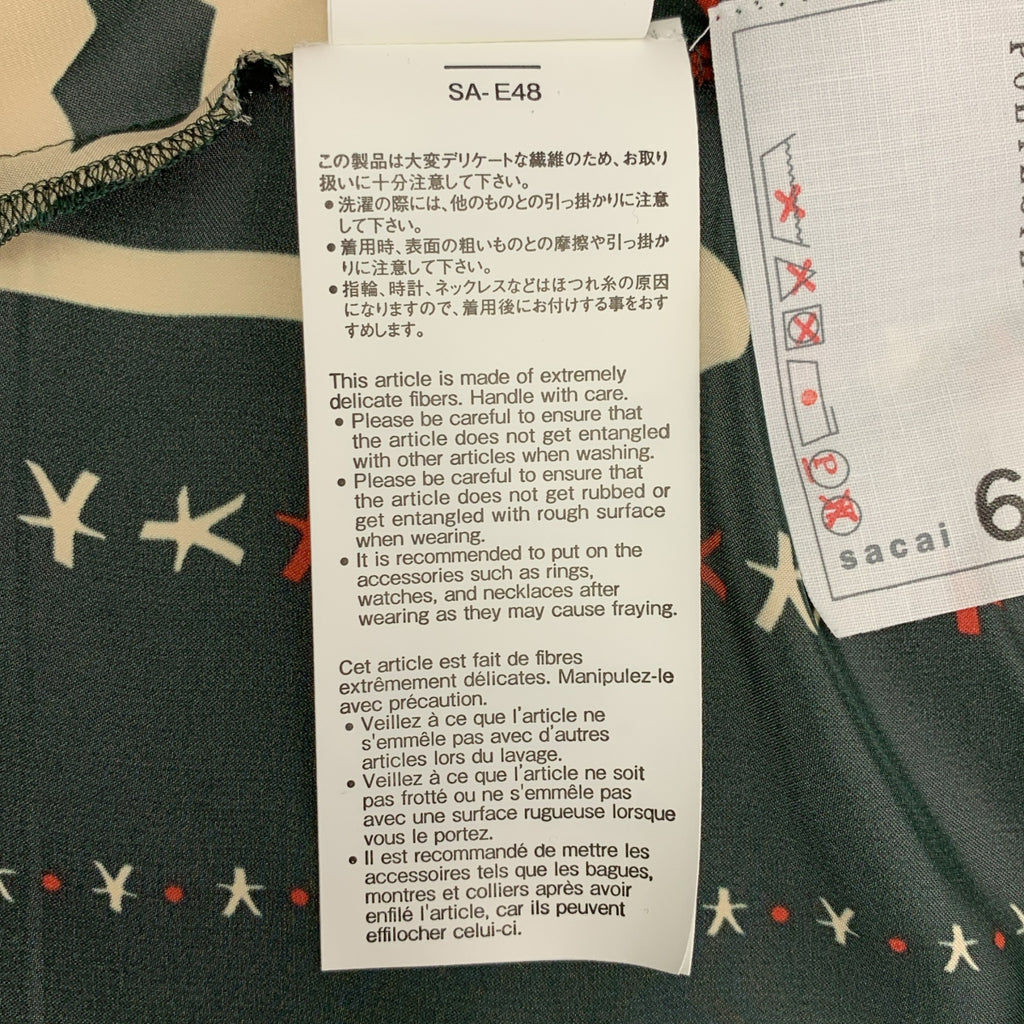 SA-E48
この製品は大変デリケートな繊維のため、お取り
扱いに十分注意して下さい。
●洗濯の際には、他のものとの引っ掛かりに注意
して下さい。
●着用時、表面の粗いものとの摩擦や引っ掛か
りに注意して下さい。
●指輪、時計、ネックレスなどはほつれ糸の原因
になりますので、着用後にお付けする事をおす
すめします。
This article is made of extremely
delicate fibers. Handle with care.
● Please be careful to ensure that
the article does not get entangled
with other articles when washing.
● Please be careful to ensure that
the article does not get rubbed or
get entangled with rough surface
when wearing.
● It is recommended to put on the
accessories such as rings,
watches, and necklaces after
wearing as they may cause fraying.
Cet article est fait de fibres
extrêmement délicates. Manipulez-le
avec précaution.
● Veillez à ce que l'article ne
s'emmêle pas avec d'autres
articles lors du lavage.
● Veillez à ce que l'article ne soit
pas frotté ou ne s'emmêle pas
avec une surface rugueuse lorsque
vous le portez.
● Il est recommandé de mettre les
accessoires tels que les bagues,
montres et colliers après avoir
enfilé l'article, car ils peuvent
effilocher celui-ci.
P
sacai